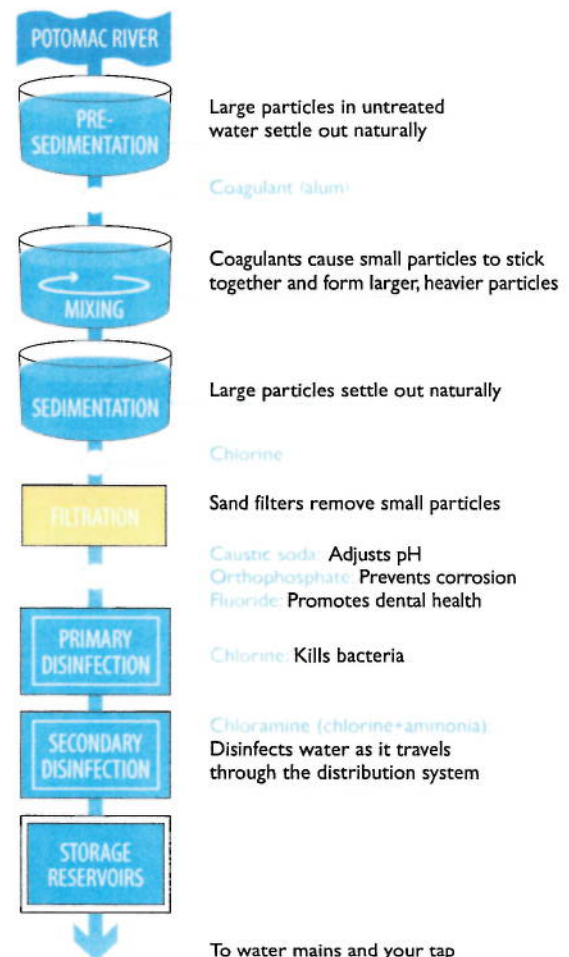 POTOMAC RIVER
PRE-
SEDIMENTATION
Large particles in untreated
water settle out naturally
Coagulant (alum)
MIXING
Coagulants cause small particles to stick
together and form larger, heavier particles
SEDIMENTATION
Large particles settle out naturally
Chlorine
FILTRATION
Sand filters remove small particles
Caustic soda: Adjusts pH
Orthophosphate: Prevents corrosion
Fluoride: Promotes dental health
PRIMARY
DISINFECTION
Chlorine: Kills bacteria
SECONDARY
DISINFECTION
Chloramine (chlorine+ammonia):
Disinfects water as it travels
through the distribution system
STORAGE
RESERVOIRS
To water mains and your tap